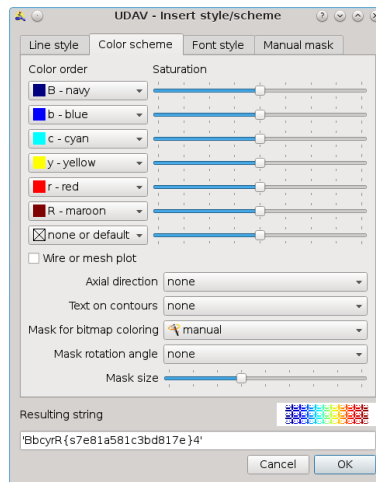 UDAV - Insert style/scheme
Line style Color scheme Font style Manual mask
Color order Saturation
B - navy
b - blue
c - cyan
y - yellow
r - red
R - maroon
none or default
Wire or mesh plot
Axial direction none
Text on contours none
Mask for bitmap coloring manual
Mask rotation angle none
Mask size
Resulting string
'BbcyrR{s7e81a581c3bd817e}4'
Cancel OK